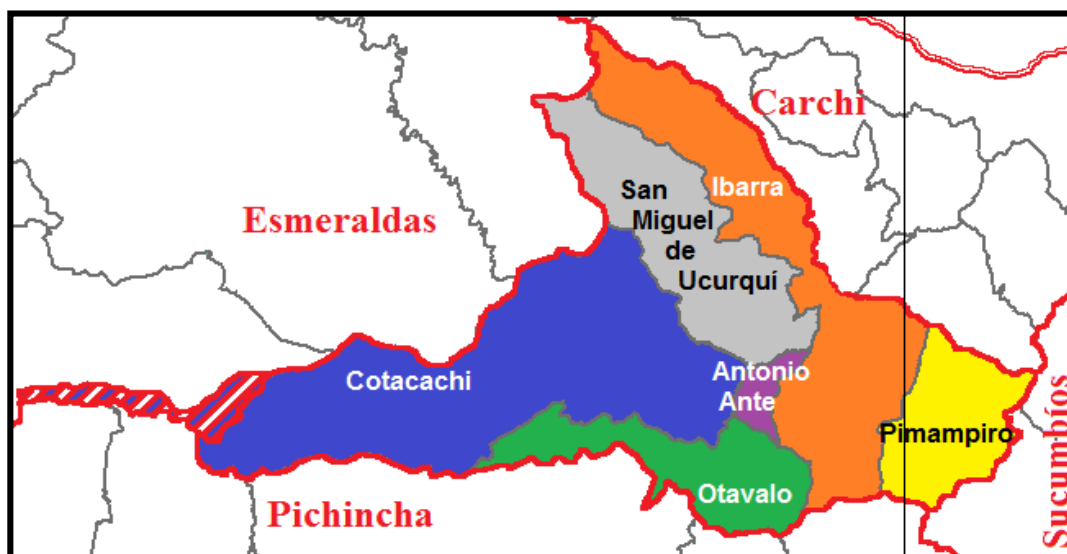 Carchi
Ibarra
San
Miguel
de
Ucurquí
Esmeraldas
Cotacachi
Antonio
Ante
Pimampiro
Otavalo
Pichincha
Sucumbíos